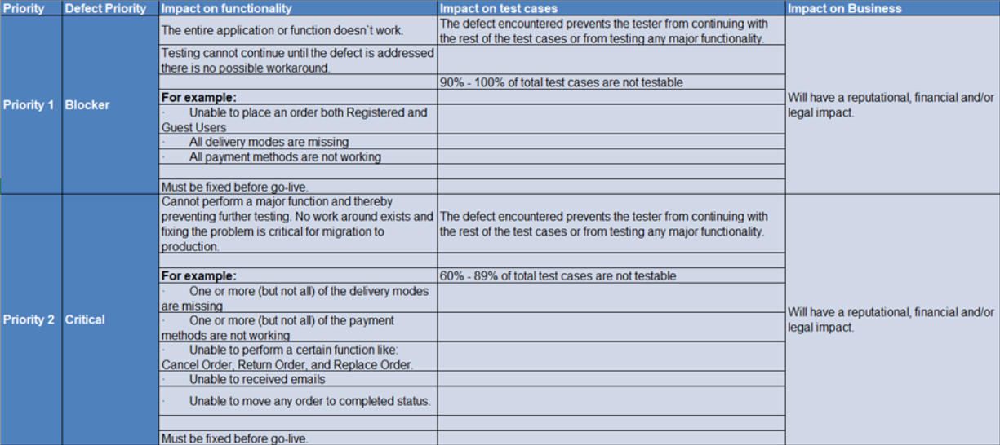 Priority Defect Priority Impact on functionality Impact on test cases Impact on Business
Priority 1 Blocker
The entire application or function doesn`t work.
Testing cannot continue until the defect is addressed
there is no possible workaround.
For example:
· Unable to place an order both Registered and
Guest Users
· All delivery modes are missing
· All payment methods are not working
Must be fixed before go-live.
The defect encountered prevents the tester from continuing with
the rest of the test cases or from testing any major functionality.
90% - 100% of total test cases are not testable
Will have a reputational, financial and/or
legal impact.
Priority 2 Critical
Cannot perform a major function and thereby
preventing further testing. No work around exists and
fixing the problem is critical for migration to
production.
For example:
· One or more (but not all) of the delivery modes
are missing
· One or more (but not all) of the payment
methods are not working
· Unable to perform a certain function like:
Cancel Order, Return Order, and Replace Order.
· Unable to received emails
· Unable to move any order to completed status.
Must be fixed before go-live.
The defect encountered prevents the tester from continuing with
the rest of the test cases or from testing any major functionality.
60% - 89% of total test cases are not testable
Will have a reputational, financial and/or
legal impact.